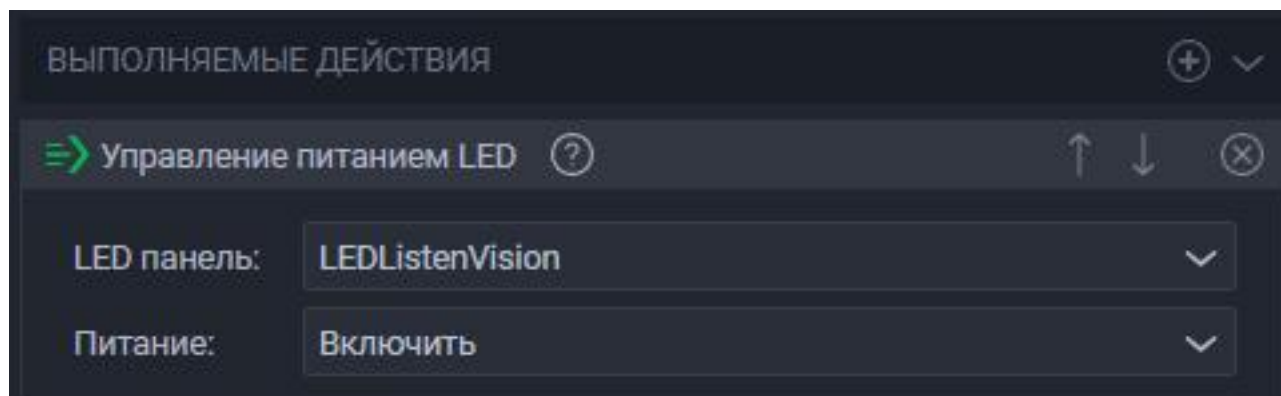 ВЫПОЛНЯЕМЫЕ ДЕЙСТВИЯ
Управление питанием LED ?
LED панель: LEDListenVision
Питание: Включить